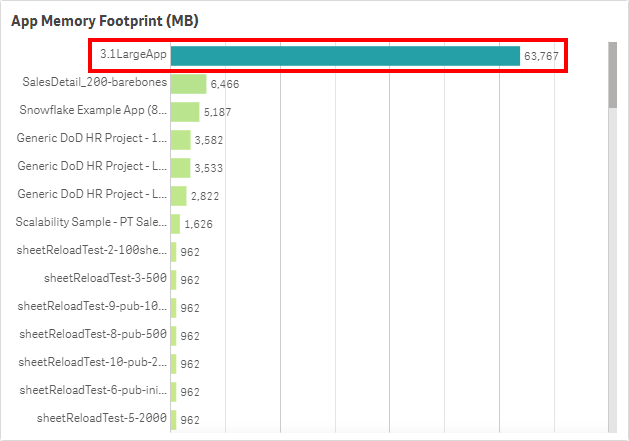 App Memory Footprint (MB)
3.1LargeApp 63,767
SalesDetail_200-barebones 6,466
Snowflake Example App (8... 5,187
Generic DoD HR Project - 1... 3,582
Generic DoD HR Project - L... 3,533
Generic DoD HR Project - L... 2,822
Scalability Sample - PT Sale... 1,626
sheetReloadTest-2-100she... 962
sheetReloadTest-3-500 962
sheetReloadTest-9-pub-10... 962
sheetReloadTest-8-pub-500 962
sheetReloadTest-10-pub-2... 962
sheetReloadTest-6-pub-ini... 962
sheetReloadTest-5-2000 962